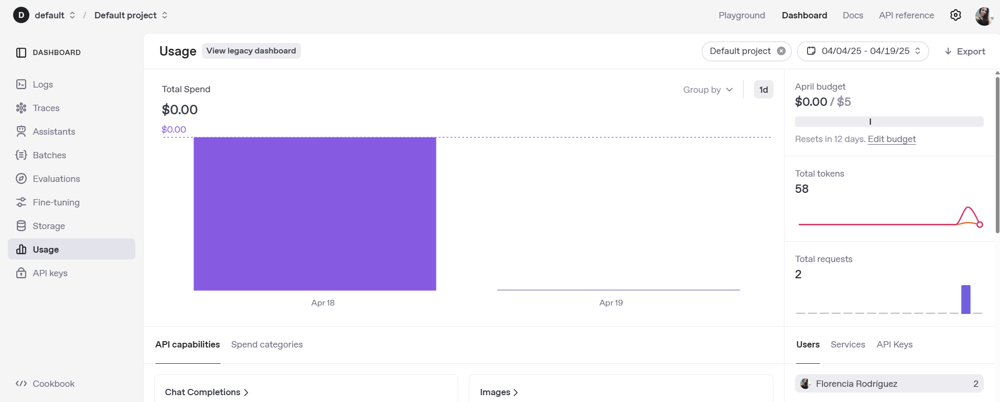 D default / Default project
Playground Dashboard Docs API reference
DASHBOARD
Logs
Traces
Assistants
Batches
Evaluations
Fine-tuning
Storage
Usage
API keys
Cookbook
Usage View legacy dashboard
Default project 04/04/25 - 04/19/25 Export
Total Spend
$0.00
Group by 1d
$0.00
Apr 18 Apr 19
April budget
$0.00 / $5
Resets in 12 days. Edit budget
Total tokens
58
Total requests
2
API capabilities Spend categories
Chat Completions Images
Users Services API Keys
Florencia Rodríguez 2